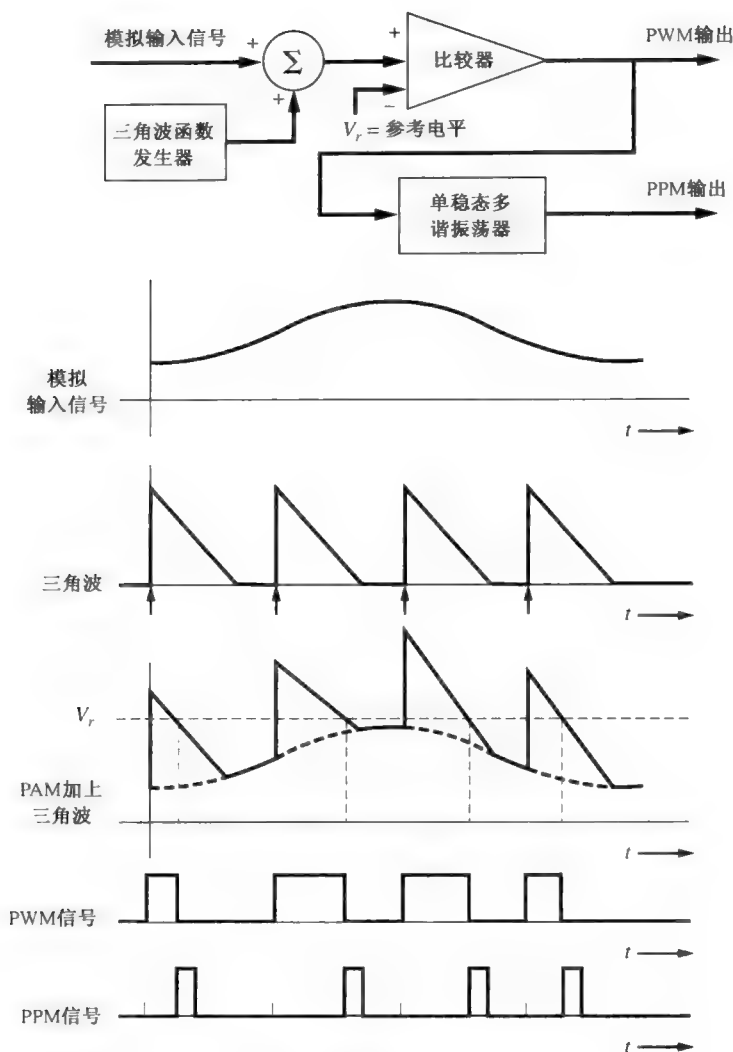 模拟输入信号
+
Σ
+
+
比较器
−
PWM输出
三角波函数
发生器
Vr = 参考电平
单稳态多
谐振荡器
PPM输出
模拟
输入信号
t
三角波
t
Vr
PAM加上
三角波
t
PWM信号
t
PPM信号
t